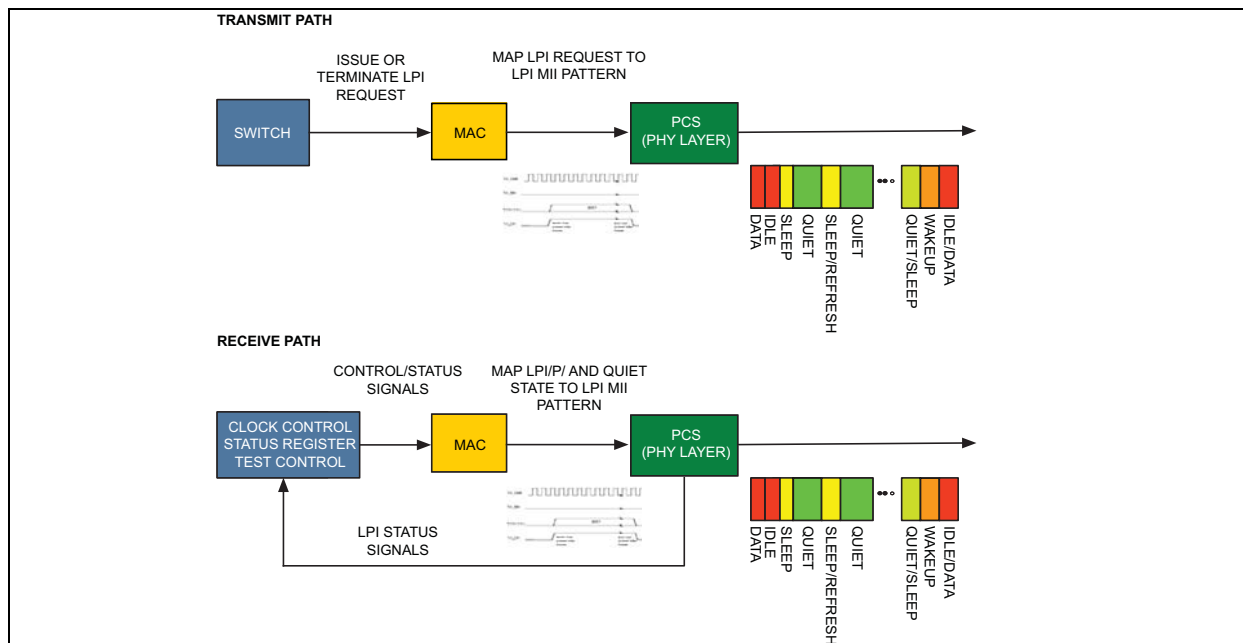 TRANSMIT PATH
ISSUE OR
TERMINATE LPI
REQUEST
MAP LPI REQUEST TO
LPI MII PATTERN
SWITCH
MAC
PCS
(PHY LAYER)
DATA
IDLE
SLEEP
QUIET
SLEEP/REFRESH
QUIET
QUIET/SLEEP
WAKEUP
IDLE/DATA
RECEIVE PATH
CONTROL/STATUS
SIGNALS
MAP LPI/P/ AND QUIET
STATE TO LPI MII
PATTERN
CLOCK CONTROL
STATUS REGISTER
TEST CONTROL
MAC
PCS
(PHY LAYER)
LPI STATUS
SIGNALS
DATA
IDLE
SLEEP
QUIET
SLEEP/REFRESH
QUIET
QUIET/SLEEP
WAKEUP
IDLE/DATA